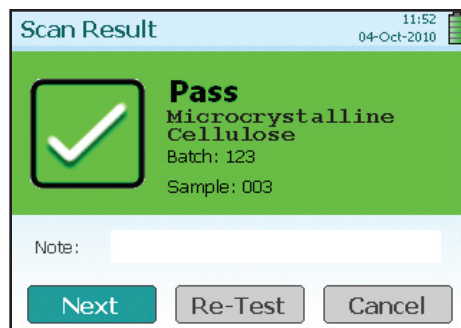 Scan Result
11:52
04-Oct-2010
Pass
Microcrystalline
Cellulose
Batch: 123
Sample: 003
Note:
Next
Re-Test
Cancel